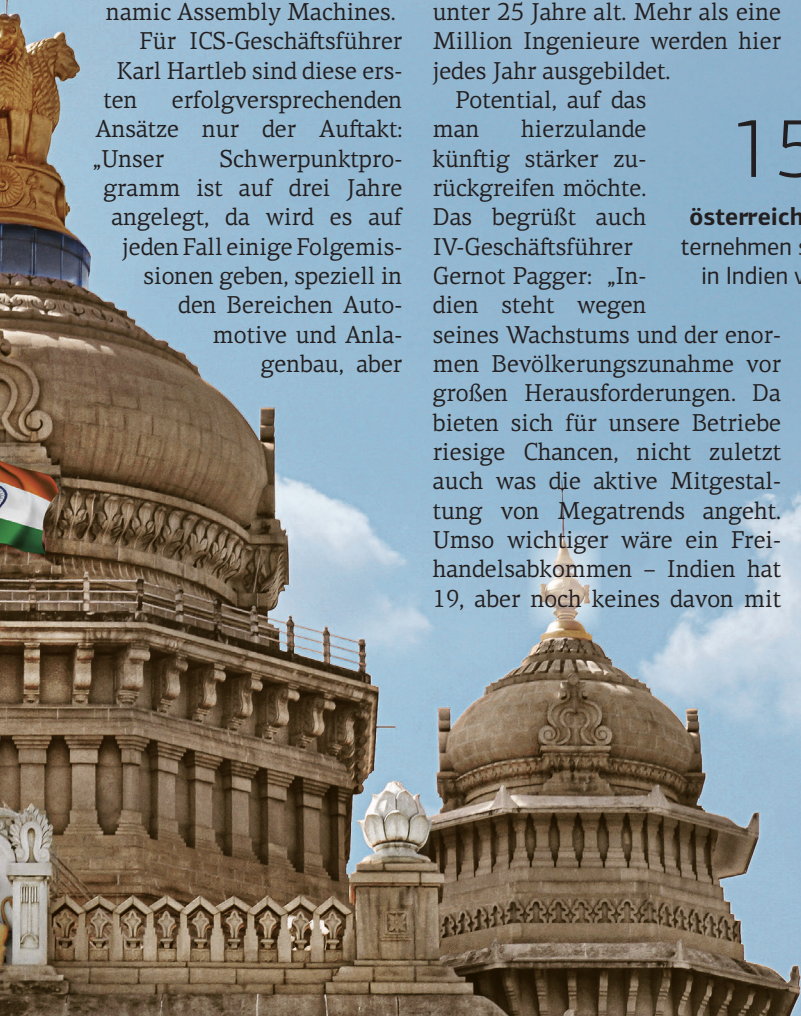 namic Assembly Machines.
Für ICS-Geschäftsführer
Karl Hartleb sind diese ers-
ten erfolgversprechenden
Ansätze nur der Auftakt:
„Unser Schwerpunktpro-
gramm ist auf drei Jahre
angelegt, da wird es auf
jeden Fall einige Folgemis-
sionen geben, speziell in
den Bereichen Auto-
motive und Anla-
genbau, aber
unter 25 Jahre alt. Mehr als eine
Million Ingenieure werden hier
jedes Jahr ausgebildet.
Potential, auf das
man hierzulande
künftig stärker zu-
rückgreifen möchte.
Das begrüßt auch
IV-Geschäftsführer
Gernot Pagger: „In-
dien steht wegen
seines Wachstums und der enor-
men Bevölkerungszunahme vor
großen Herausforderungen. Da
bieten sich für unsere Betriebe
riesige Chancen, nicht zuletzt
auch was die aktive Mitgestal-
tung von Megatrends angeht.
Umso wichtiger wäre ein Frei-
handelsabkommen – Indien hat
19, aber noch keines davon mit
15
österreich
ternehmen s
in Indien v